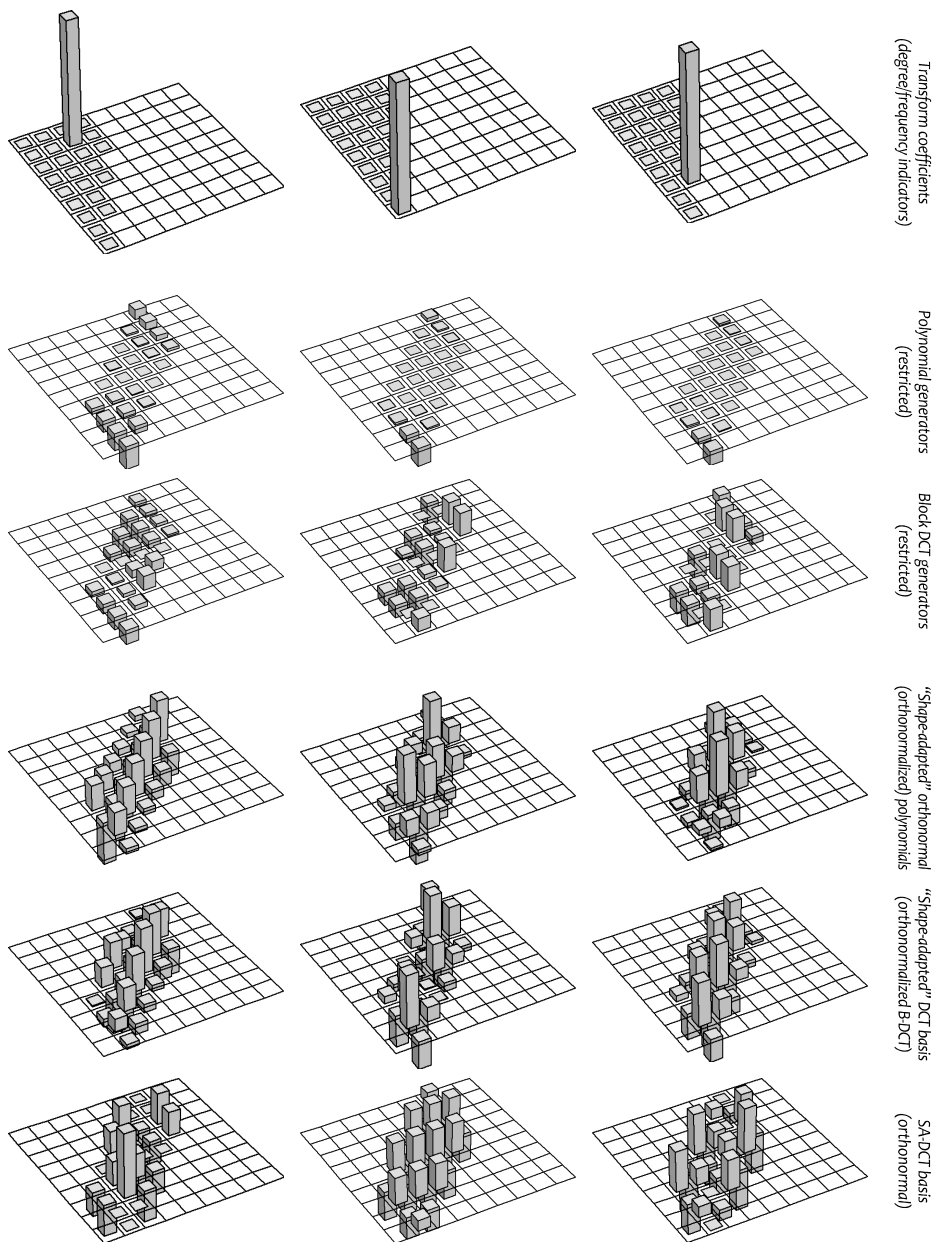 Transform coefficients
(degree/frequency indicators)
Polynomial generators
(restricted)
Block DCT generators
(restricted)
“Shape-adapted” orthonormal
(orthonormalized) polynomials
“Shape-adapted” DCT basis
(orthonormalized B-DCT)
SA-DCT basis
(orthonormal)